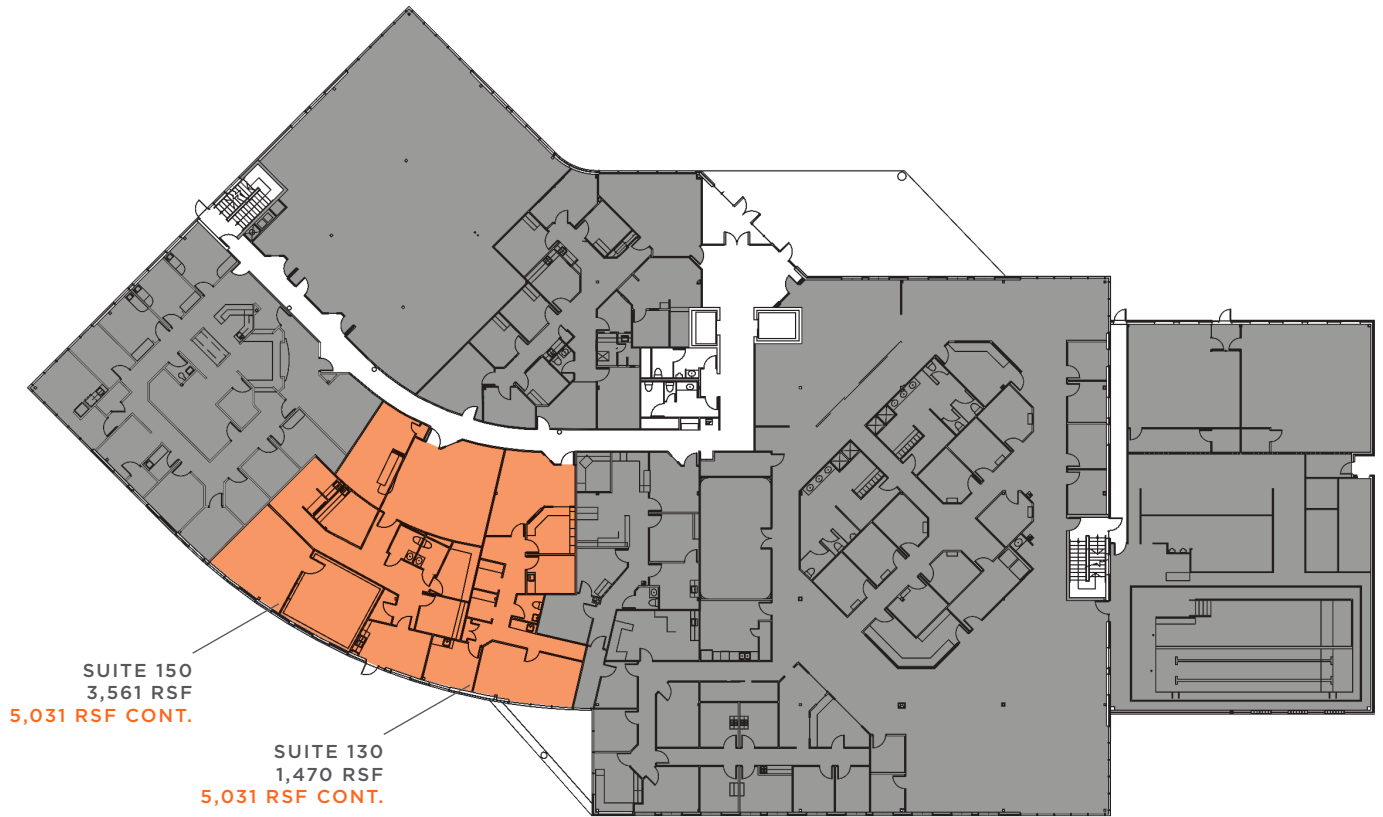 SUITE 150
3,561 RSF
5,031 RSF CONT.
SUITE 130
1,470 RSF
5,031 RSF CONT.